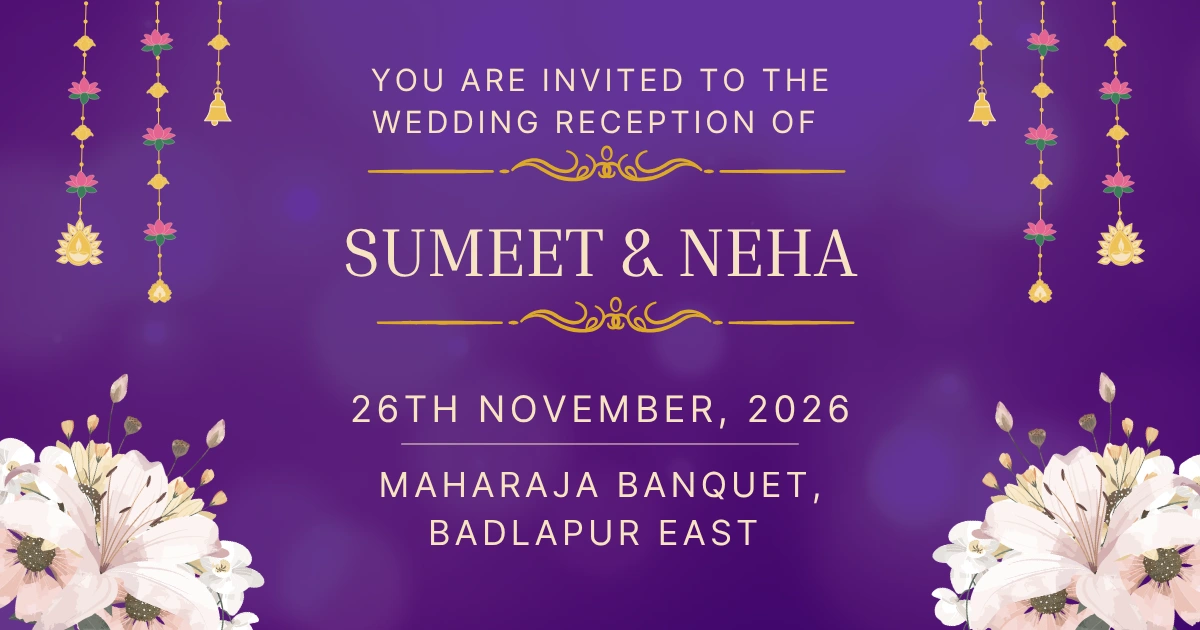 YOU ARE INVITED TO THE
WEDDING RECEPTION OF
SUMEET & NEHA
26TH NOVEMBER, 2026
MAHARAJA BANQUET,
BADLAPUR EAST